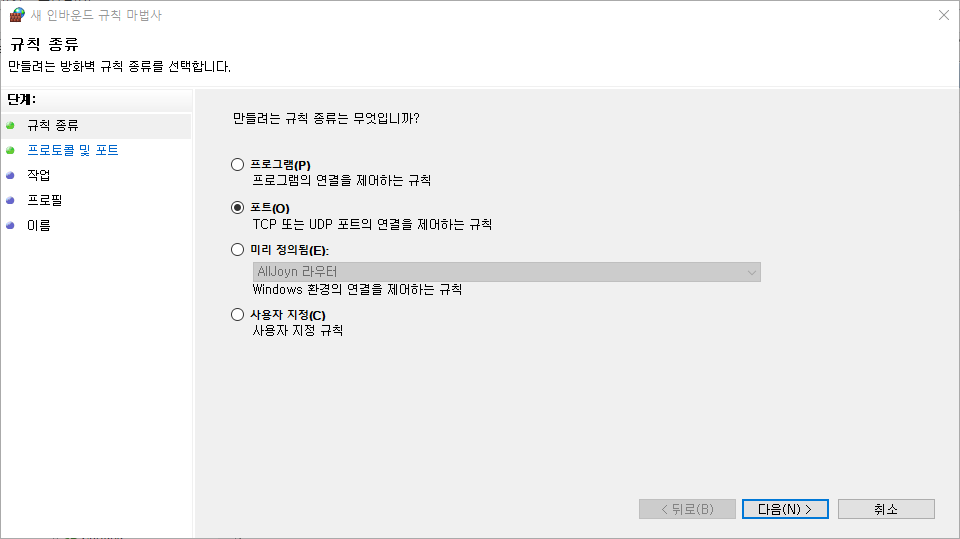 새 인바운드 규칙 마법사
규칙 종류
만들려는 방화벽 규칙 종류를 선택합니다.
단계:
규칙 종류
프로토콜 및 포트
작업
프로필
이름
만들려는 규칙 종류는 무엇입니까?
프로그램(P)
프로그램의 연결을 제어하는 규칙
포트(O)
TCP 또는 UDP 포트의 연결을 제어하는 규칙
미리 정의됨(E):
AllJoyn 라우터
Windows 환경의 연결을 제어하는 규칙
사용자 지정(C)
사용자 지정 규칙
< 뒤로(B)
다음(N) >
취소